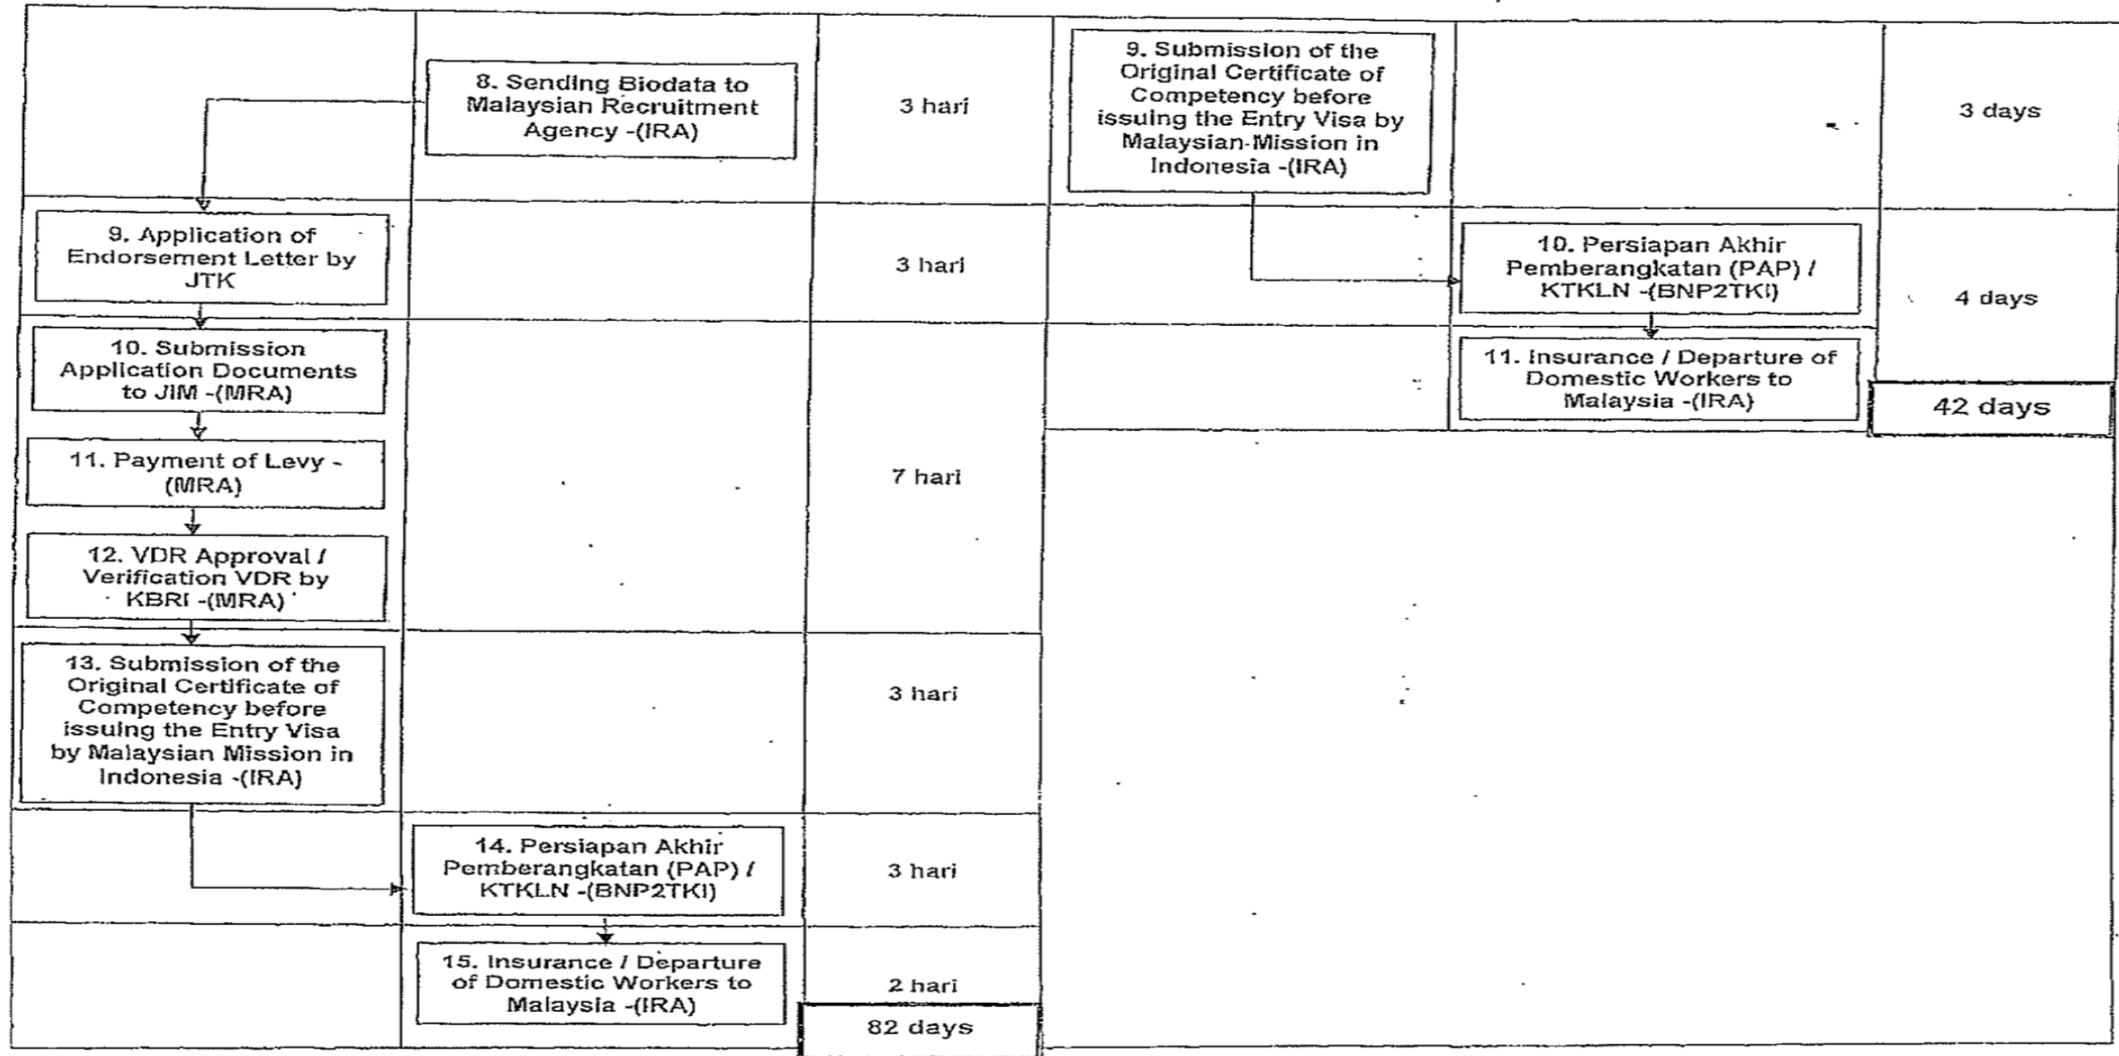 8. Sending Biodata to
Malaysian Recruitment
Agency -(IRA)
3 hari
9. Application of
Endorsement Letter by
JTK
3 hari
10. Submission
Application Documents
to JIM -(MRA)
11. Payment of Levy -
(MRA)
12. VDR Approval /
Verification VDR by
KBRI -(MRA)
7 hari
13. Submission of the
Original Certificate of
Competency before
issuing the Entry Visa
by Malaysian Mission in
Indonesia -(IRA)
3 hari
14. Persiapan Akhir
Pemberangkatan (PAP) /
KTKLN -(BNP2TKI)
3 hari
15. Insurance / Departure
of Domestic Workers to
Malaysia -(IRA)
2 hari
82 days
9. Submission of the
Original Certificate of
Competency before
issuing the Entry Visa by
Malaysian-Mission in
Indonesia -(IRA)
3 days
10. Persiapan Akhir
Pemberangkatan (PAP) /
KTKLN -(BNP2TKI)
4 days
11. Insurance / Departure of
Domestic Workers to
Malaysia -(IRA)
42 days